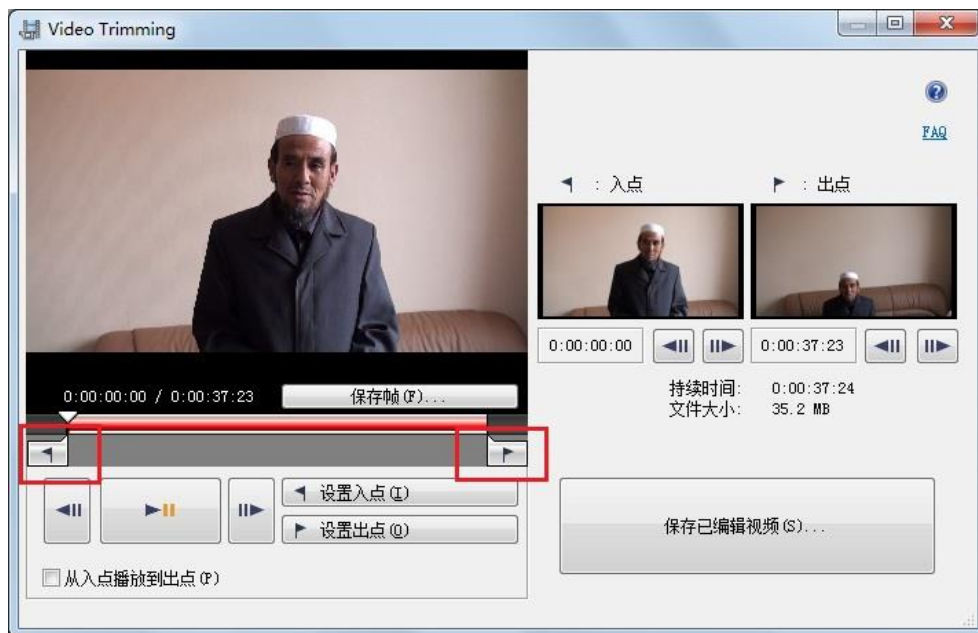 Video Trimming
FAQ
: 入点
: 出点
0:00:00:00
0:00:37:23
0:00:00:00 / 0:00:37:23
保存帧(F)...
持续时间: 0:00:37:24
文件大小: 35.2 MB
设置入点(I)
设置出点(O)
保存已编辑视频(S)...
从入点播放到出点(P)